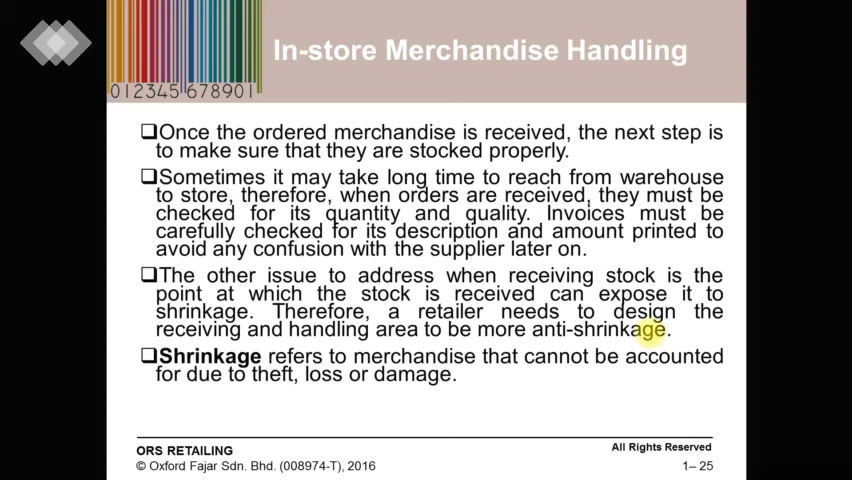 012345 678901
In-store Merchandise Handling
❑Once the ordered merchandise is received, the next step is
to make sure that they are stocked properly.
❑Sometimes it may take long time to reach from warehouse
to store, therefore, when orders are received, they must be
checked for its quantity and quality. Invoices must be
carefully checked for its description and amount printed to
avoid any confusion with the supplier later on.
❑The other issue to address when receiving stock is the
point at which the stock is received can expose it to
shrinkage. Therefore, a retailer needs to design the
receiving and handling area to be more anti-shrinkage.
❑Shrinkage refers to merchandise that cannot be accounted
for due to theft, loss or damage.
ORS RETAILING
All Rights Reserved
© Oxford Fajar Sdn. Bhd. (008974-T), 2016
1– 25